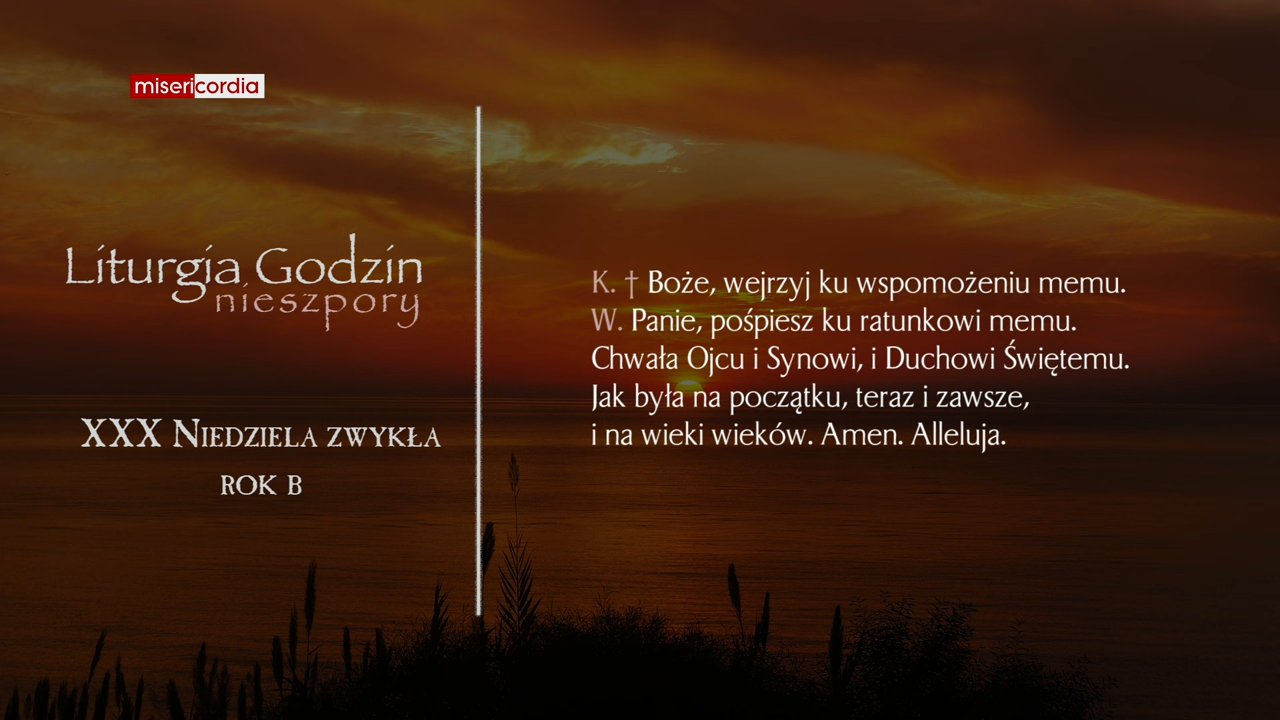 misericordia
Liturgia Godzin
nieszpory
XXX Niedziela zwykła
rok B
K. † Boże, wejrzyj ku wspomożeniu memu.
W. Panie, pośpiesz ku ratunkowi memu.
Chwała Ojcu i Synowi, i Duchowi Świętemu.
Jak była na początku, teraz i zawsze,
i na wieki wieków. Amen. Alleluja.